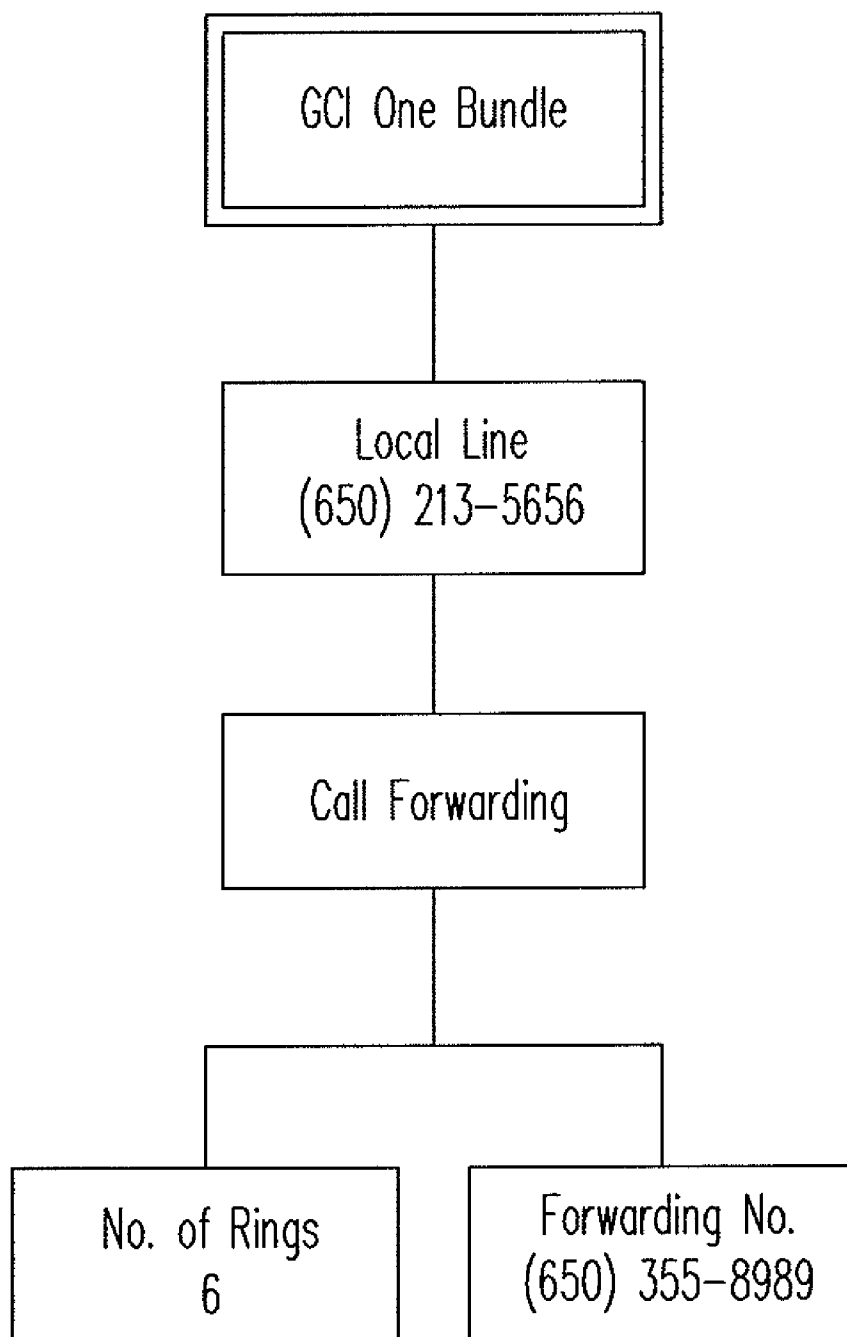 GCI One Bundle
Local Line
(650) 213-5656
Call Forwarding
No. of Rings
6
Forwarding No.
(650) 355-8989